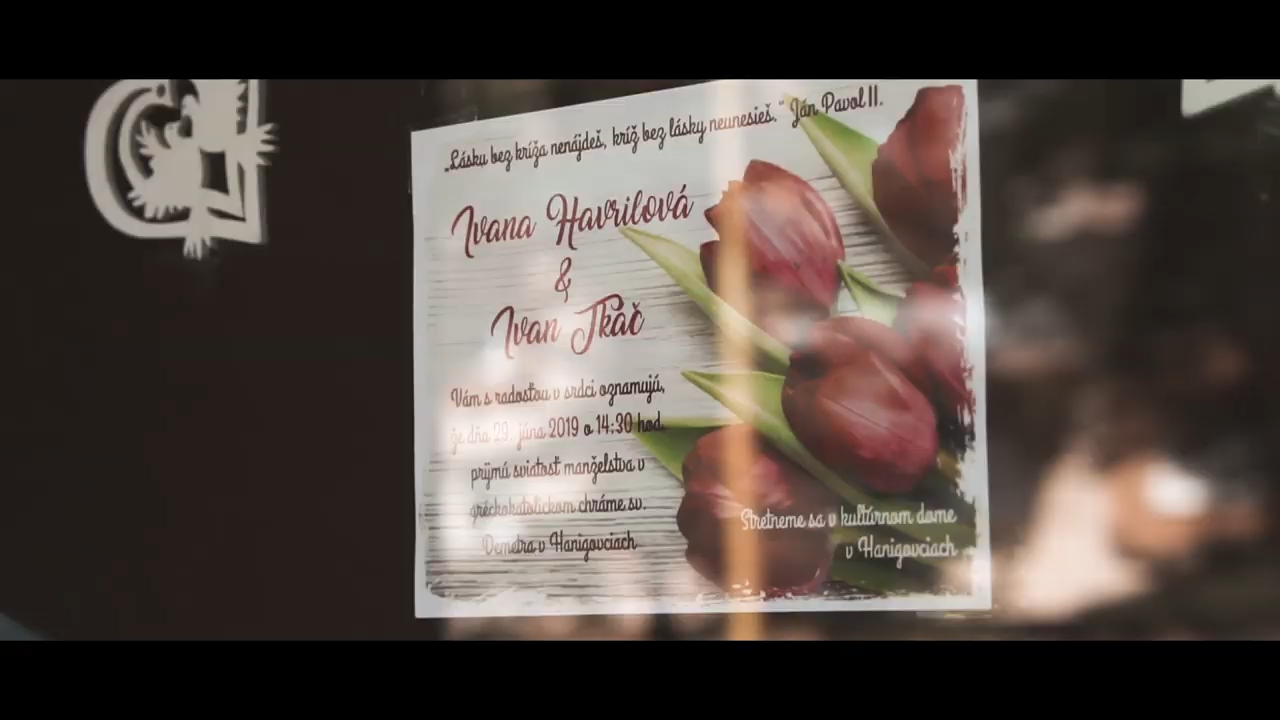 „Lásku bez kríža nenájdeš, kríž bez lásky neunesieš.“ Ján Pavol II.
Ivana Havrilová
&
Ivan Tkáč
Vám s radosťou v srdci oznamujú,
že dňa 29. júna 2019 o 14:30 hod.
prijmú sviatosť manželstva v
gréckokatolíckom chráme sv.
Demetra v Hanigovciach
Stretneme sa v kultúrnom dome
v Hanigovciach